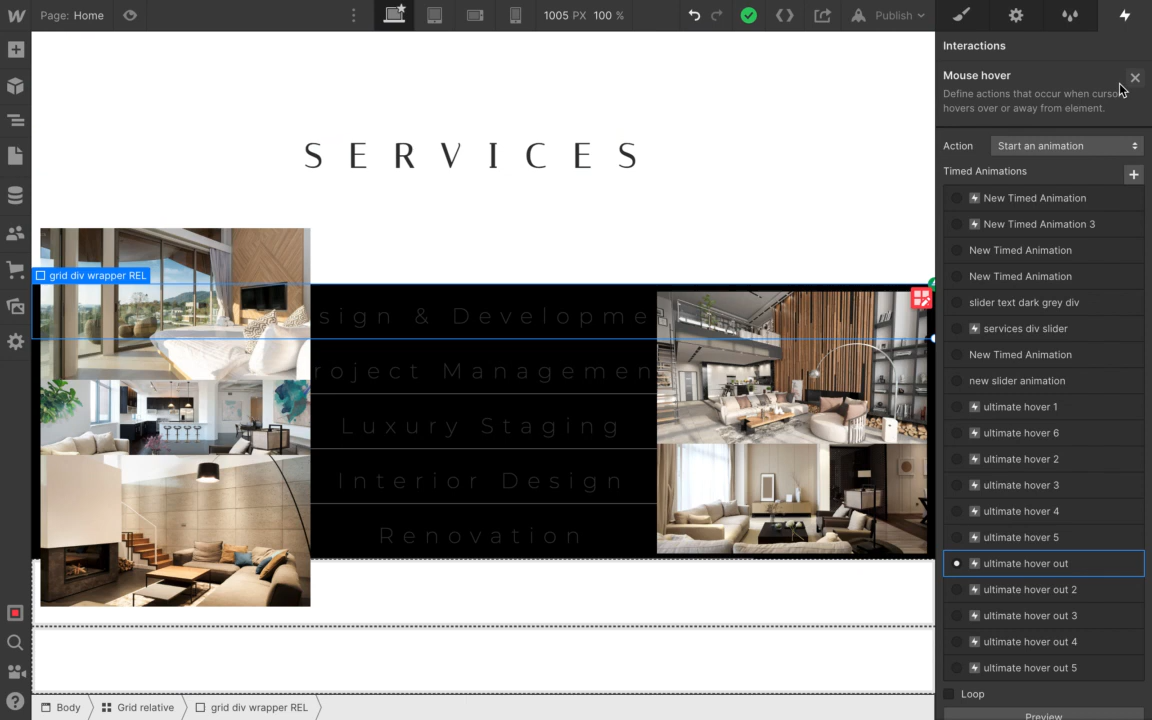 Page: Home
1005 PX 100 %
Publish
Interactions
Mouse hover
Define actions that occur when cursor
hovers over or away from element.
Action
Start an animation
Timed Animations
New Timed Animation
New Timed Animation 3
New Timed Animation
New Timed Animation
slider text dark grey div
services div slider
New Timed Animation
new slider animation
ultimate hover 1
ultimate hover 6
ultimate hover 2
ultimate hover 3
ultimate hover 4
ultimate hover 5
ultimate hover out
ultimate hover out 2
ultimate hover out 3
ultimate hover out 4
ultimate hover out 5
Loop
Preview
SERVICES
grid div wrapper REL
sign & Developme
roject Managemen
Luxury Staging
Interior Design
Renovation
Body
Grid relative
grid div wrapper REL